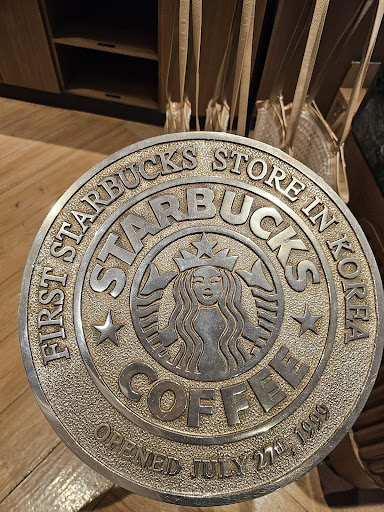 FIRST STARBUCKS STORE IN KOREA
STARBUCKS
COFFEE
OPENED JULY 27th, 1999